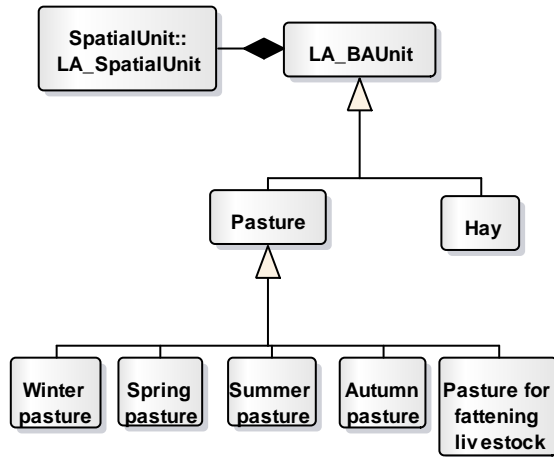 SpatialUnit::
LA_SpatialUnit
LA_BAUnit
Pasture
Hay
Winter
pasture
Spring
pasture
Summer
pasture
Autumn
pasture
Pasture for
fattening
livestock